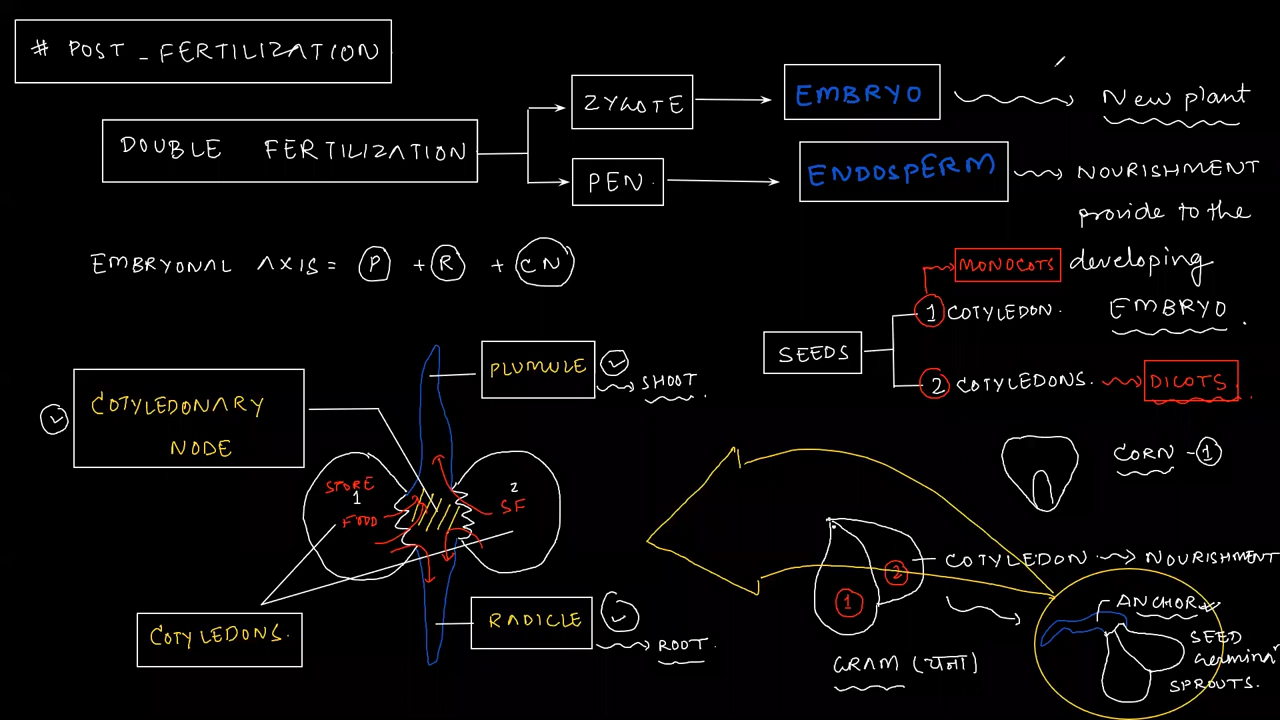 # POST - FERTILIZATION
DOUBLE FERTILIZATION
ZYGOTE
EMBRYO
New plant
PEN.
ENDOSPERM
NOURISHMENT
provide to the
developing
EMBRYO.
EMBRYONAL AXIS = P + R + CN
SEEDS
MONOCOTS
1 COTYLEDON.
2 COTYLEDONS.
DICOTS.
COTYLEDONARY
NODE
PLUMULE
SHOOT.
STORE
1
FOOD
2
SF
RADICLE
ROOT.
COTYLEDONS.
CORN - 1
1
2
COTYLEDON
NOURISHMENT
GRAM (चना)
ANCHOR
SEED
SPROUTS.